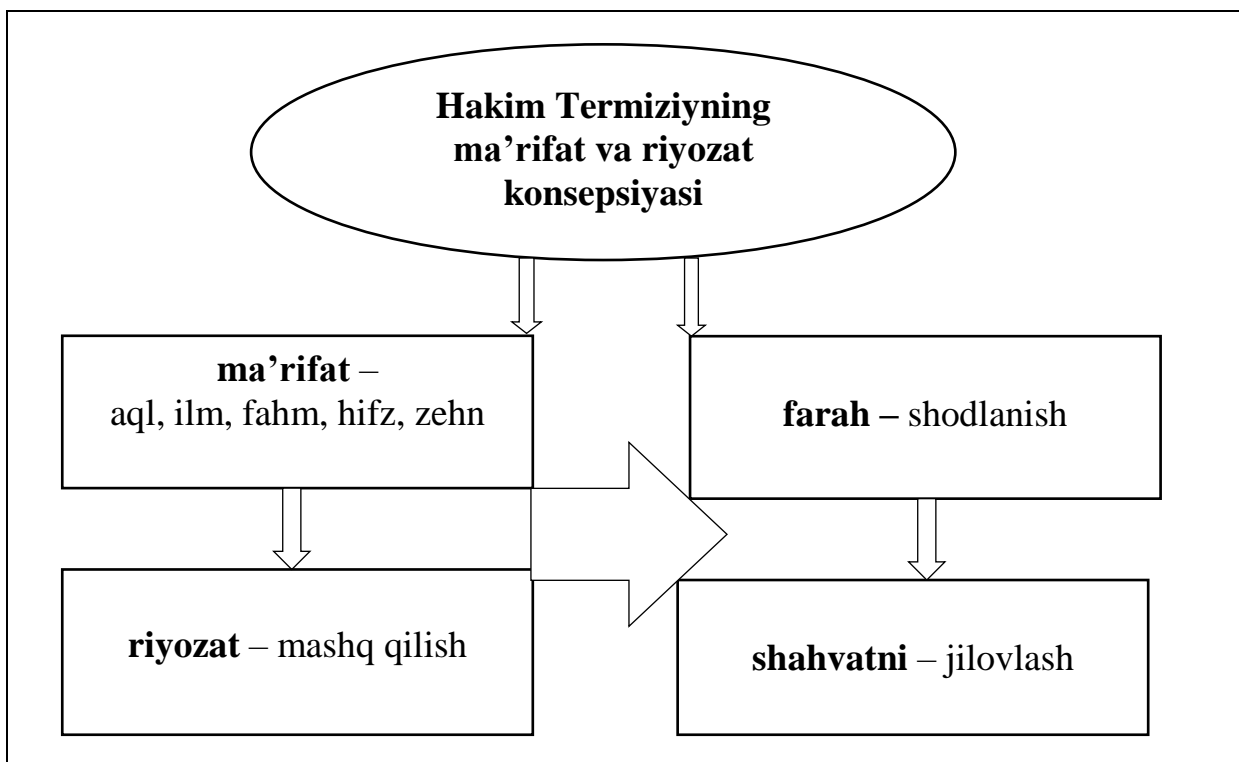 Hakim Termiziyning
ma’rifat va riyozat
konsepsiyasi
ma’rifat –
aql, ilm, fahm, hifz, zehn
farah – shodlanish
riyozat – mashq qilish
shahvatni – jilovlash